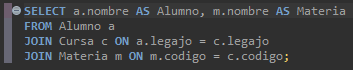 SELECT a.nombre AS Alumno, m.nombre AS Materia
FROM Alumno a
JOIN Cursa c ON a.legajo = c.legajo
JOIN Materia m ON m.codigo = c.codigo;